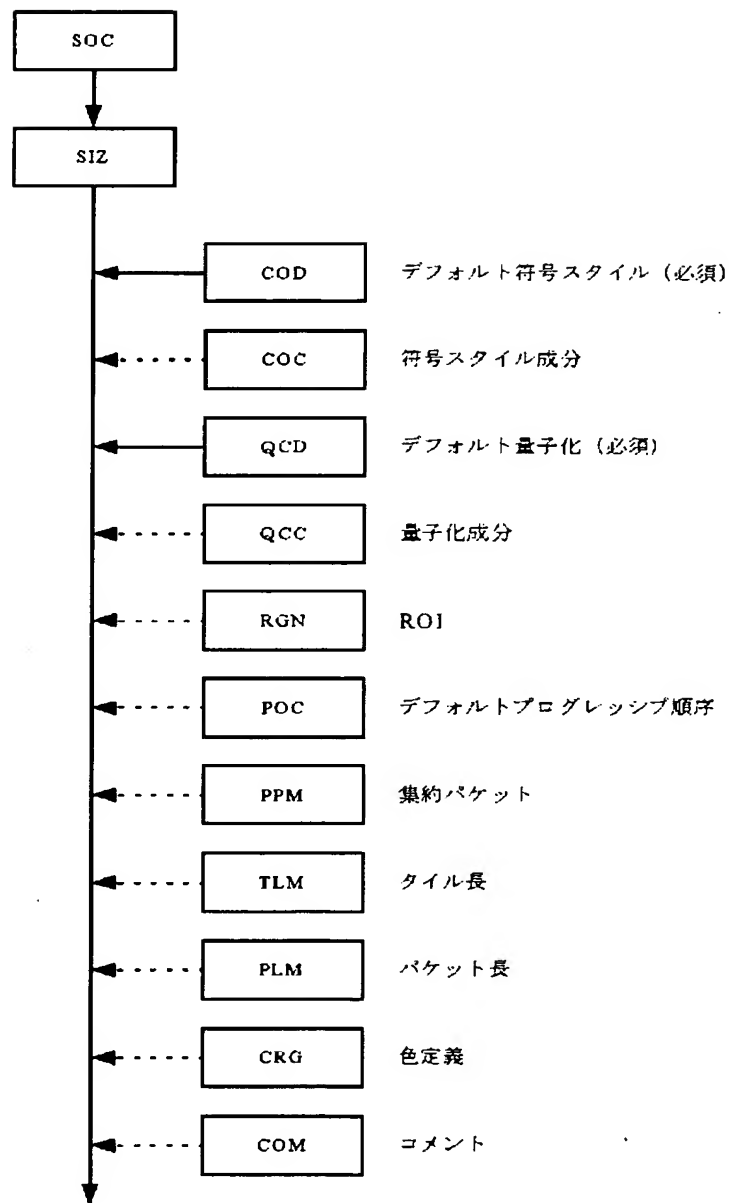 SOC
SIZ
COD デフォルト符号スタイル (必須)
COC 符号スタイル成分
QCD デフォルト量子化 (必須)
QCC 量子化成分
RGN ROI
POC デフォルトプログレッシブ順序
PPM 集約パケット
TLM タイル長
PLM パケット長
CRG 色定義
COM コメント